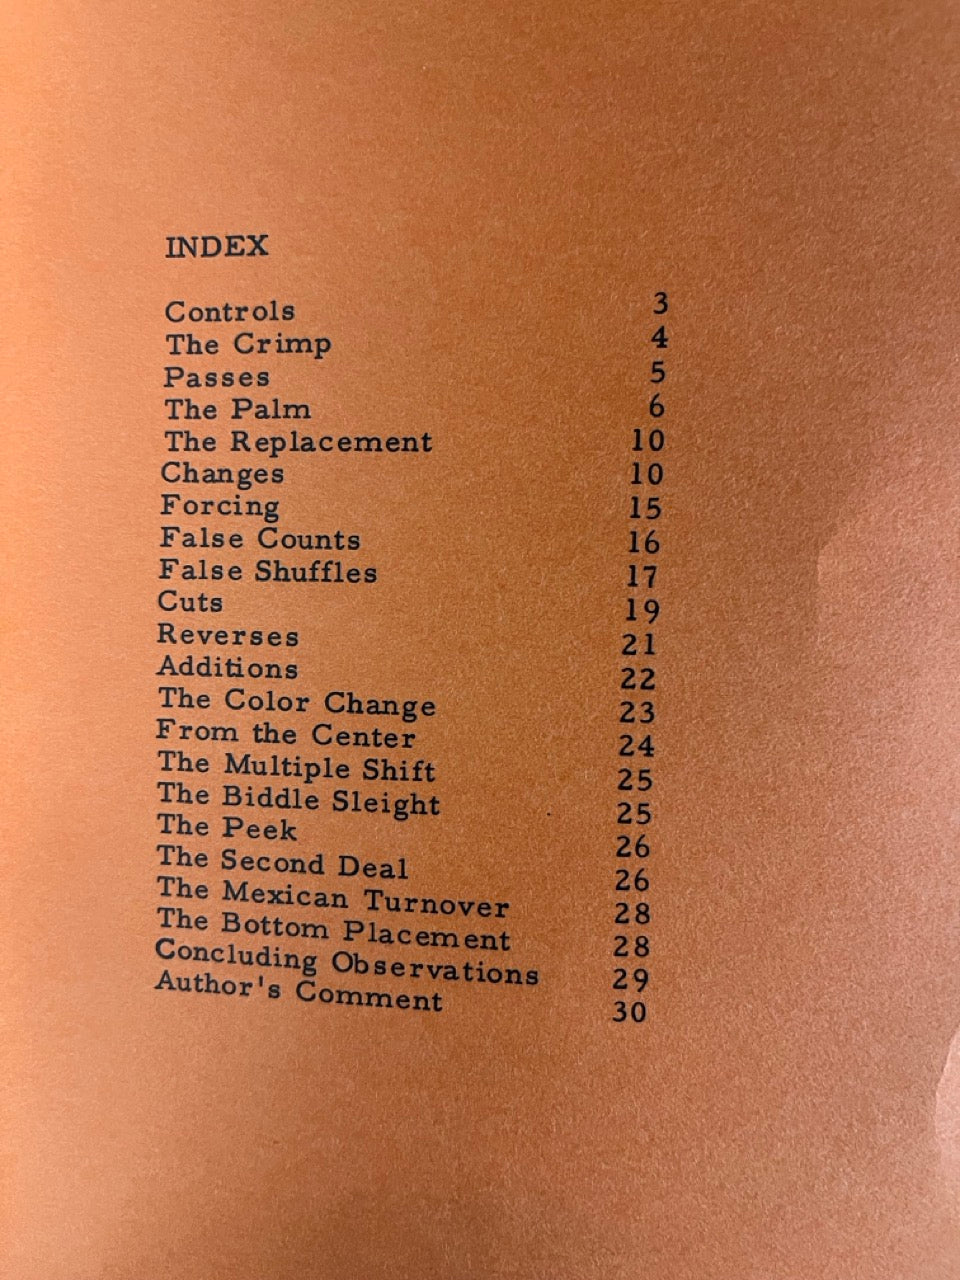 INDEX
Controls 3
The Crimp 4
Passes 5
The Palm 6
The Replacement 10
Changes 10
Forcing 15
False Counts 16
False Shuffles 17
Cuts 19
Reverses 21
Additions 22
The Color Change 23
From the Center 24
The Multiple Shift 25
The Biddle Sleight 25
The Peek 26
The Second Deal 26
The Mexican Turnover 28
The Bottom Placement 28
Concluding Observations 29
Author's Comment 30